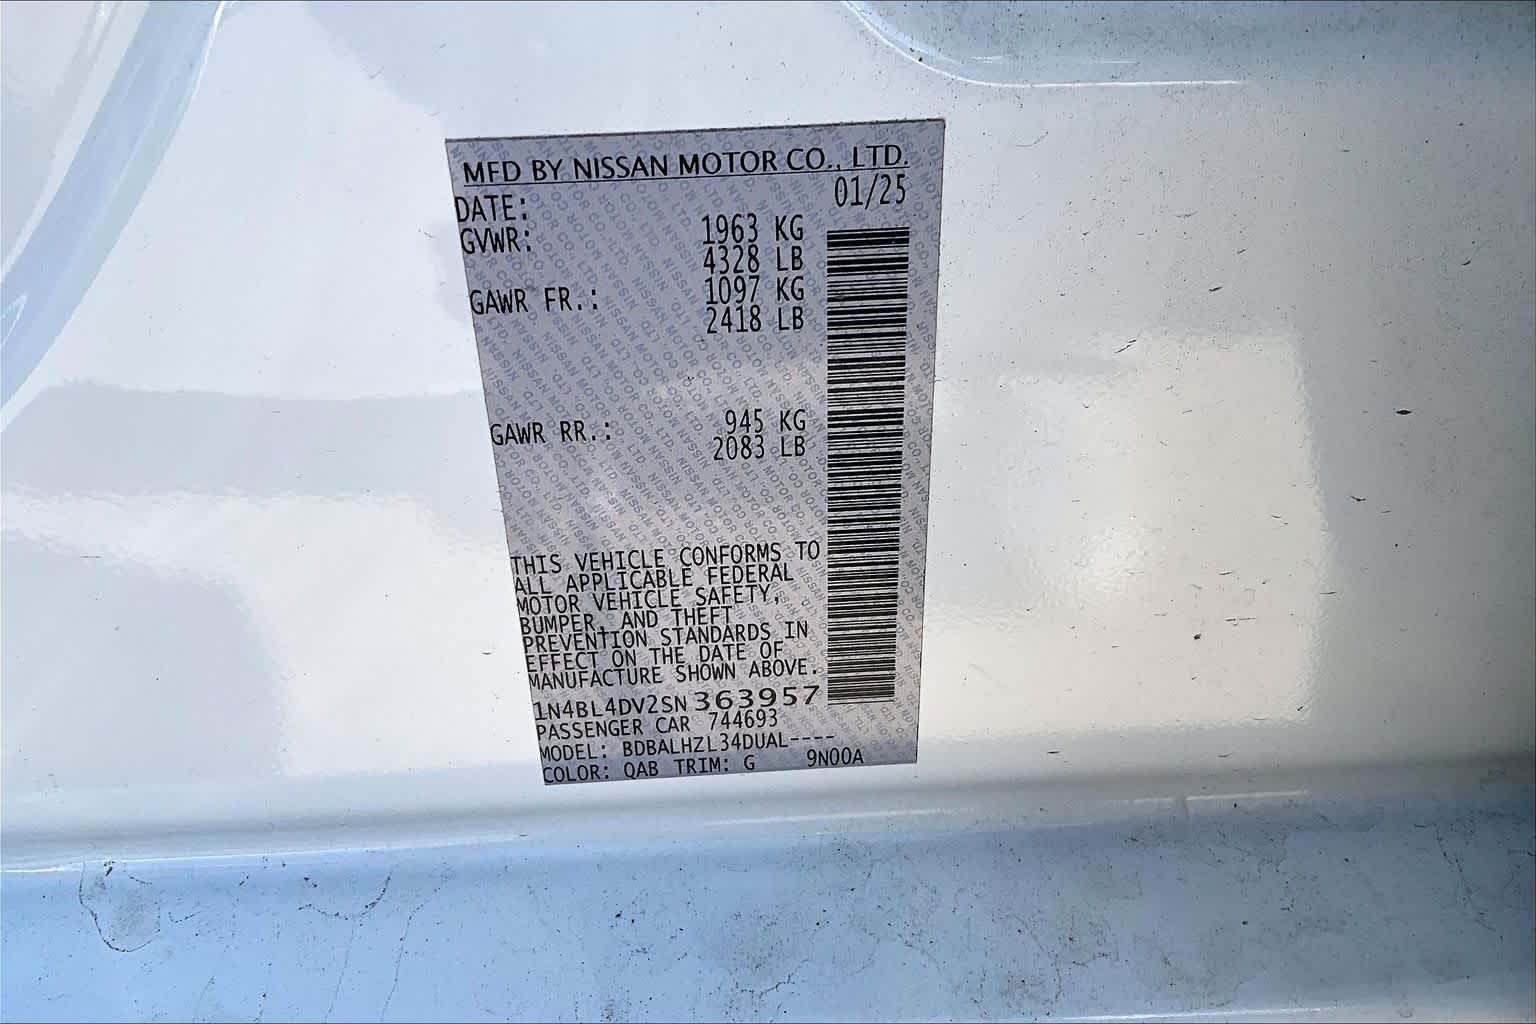 MFD BY NISSAN MOTOR CO., LTD.
DATE: 01/25
GVWR: 1963 KG
4328 LB
GAWR FR.: 1097 KG
2418 LB
GAWR RR.: 945 KG
2083 LB
THIS VEHICLE CONFORMS TO
ALL APPLICABLE FEDERAL
MOTOR VEHICLE SAFETY,
BUMPER, AND THEFT
PREVENTION STANDARDS IN
EFFECT ON THE DATE OF
MANUFACTURE SHOWN ABOVE.
1N4BL4DV2SN 363957
PASSENGER CAR 744693
MODEL: BDBALHZL34DUAL----
COLOR: QAB TRIM: G 9N00A